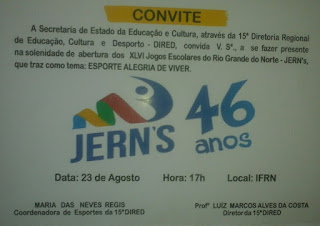 CONVITE
A Secretaria de Estado da Educação e Cultura, através da 15ª Diretoria Regional
de Educação, Cultura e Desporto - DIRED, convida V. Sª., a se fazer presente
na solenidade de abertura dos XLVI Jogos Escolares do Rio Grande do Norte - JERN's,
que traz como tema: ESPORTE ALEGRIA DE VIVER.
JERN'S 46 anos
Data: 23 de Agosto Hora: 17h Local: IFRN
MARIA DAS NEVES REGIS
Coordenadora de Esportes da 15ªDIRED
Profº LUIZ MARCOS ALVES DA COSTA
Diretor da 15ªDIRED